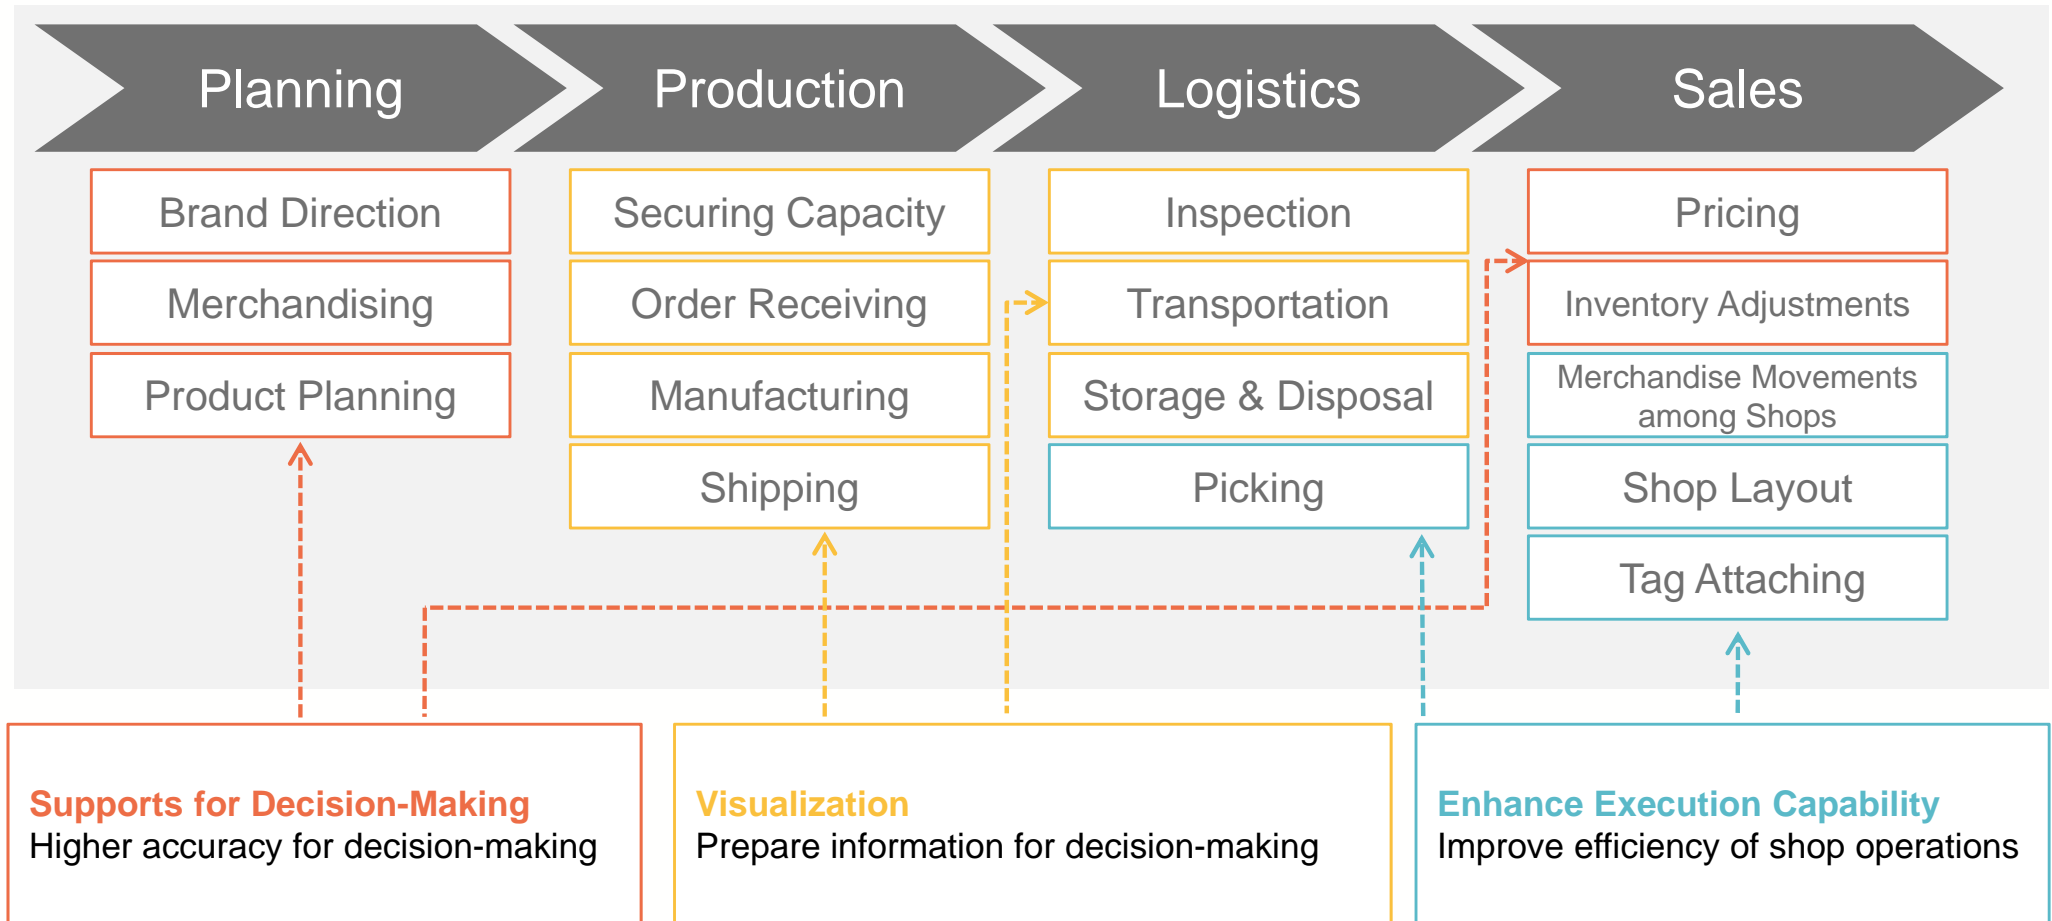 Planning
Production
Logistics
Sales
Brand Direction
Merchandising
Product Planning
Securing Capacity
Order Receiving
Manufacturing
Shipping
Inspection
Transportation
Storage & Disposal
Picking
Pricing
Inventory Adjustments
Merchandise Movements
among Shops
Shop Layout
Tag Attaching
Supports for Decision-Making
Higher accuracy for decision-making
Visualization
Prepare information for decision-making
Enhance Execution Capability
Improve efficiency of shop operations